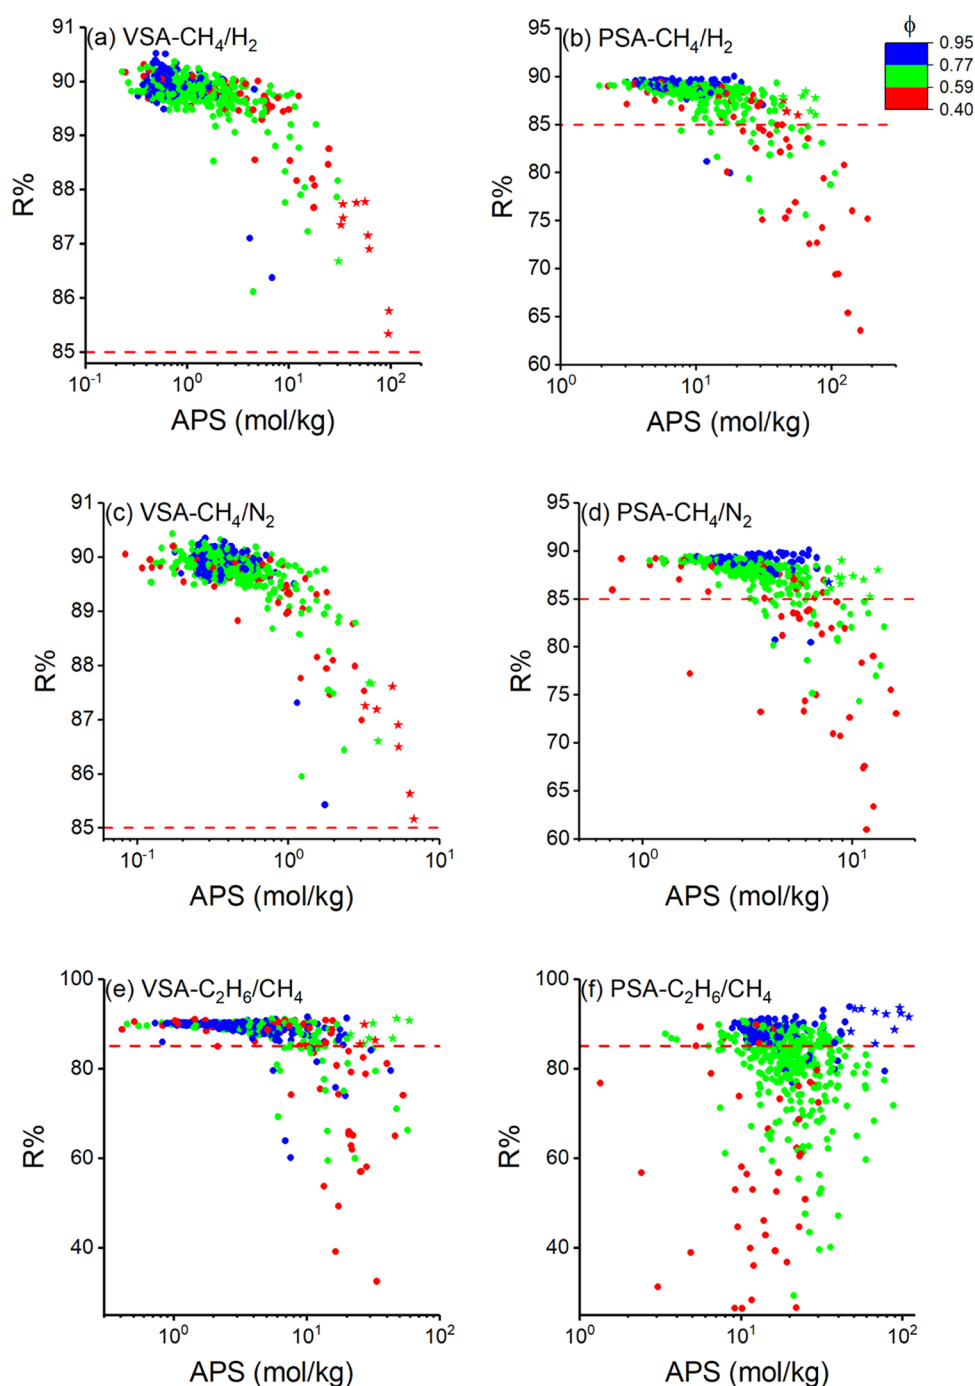 (a) VSA-CH₄/H₂
91
90
89
88
87
86
85
R%
10⁻¹ 10⁰ 10¹ 10²
APS (mol/kg)
(b) PSA-CH₄/H₂
95
90
85
80
75
70
65
60
R%
10⁰ 10¹ 10²
APS (mol/kg)
ϕ
0.95
0.77
0.59
0.40
(c) VSA-CH₄/N₂
91
90
89
88
87
86
85
R%
10⁻¹ 10⁰ 10¹
APS (mol/kg)
(d) PSA-CH₄/N₂
95
90
85
80
75
70
65
60
R%
10⁰ 10¹
APS (mol/kg)
(e) VSA-C₂H₆/CH₄
100
80
60
40
R%
10⁰ 10¹ 10²
APS (mol/kg)
(f) PSA-C₂H₆/CH₄
100
80
60
40
R%
10⁰ 10¹ 10²
APS (mol/kg)